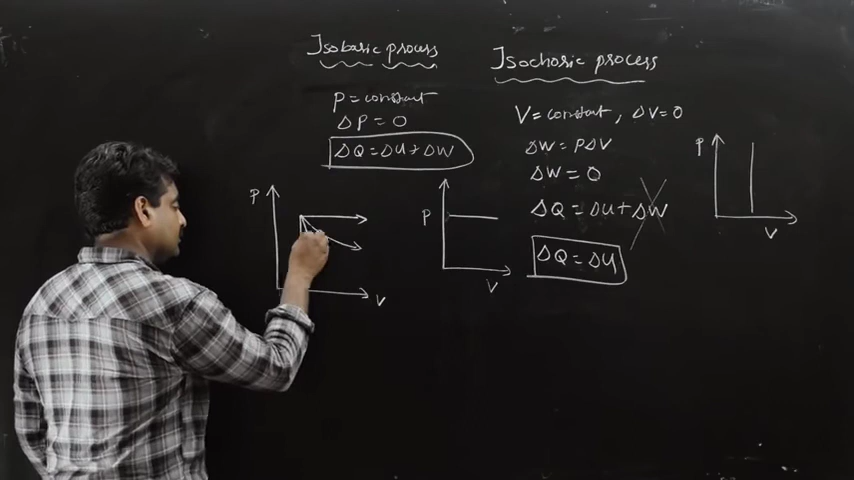 Isobaric process
P = constant
ΔP = 0
ΔQ = ΔU + ΔW
P
V
P
V
Isochoric process
V = constant, ΔV = 0
ΔW = PΔV
ΔW = 0
ΔQ = ΔU + ΔW
ΔQ = ΔU
P
V